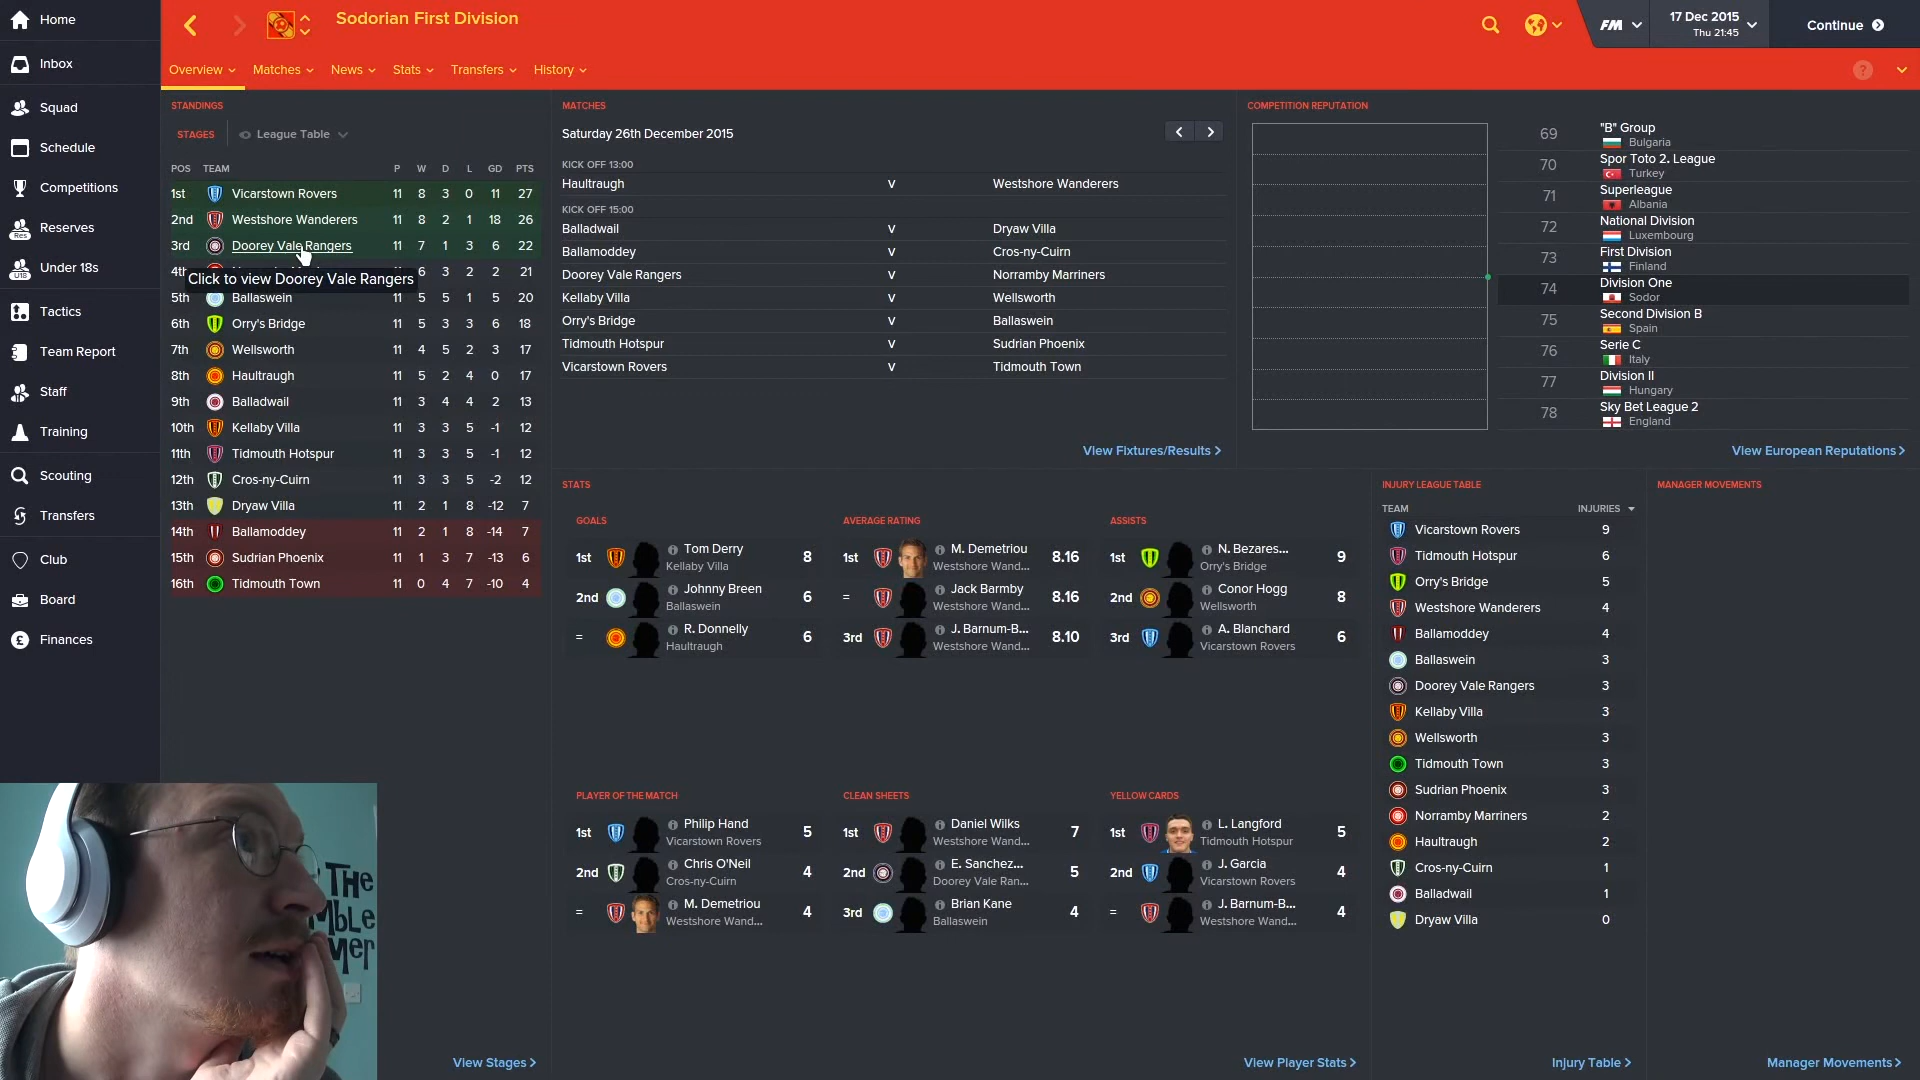 Home
Inbox
Squad
Schedule
Competitions
Reserves
Under 18s
Tactics
Team Report
Staff
Training
Scouting
Transfers
Club
Board
Finances
Sodorian First Division
FM
17 Dec 2015
Thu 21:45
Continue
Overview Matches News Stats Transfers History
?
STANDINGS
STAGES League Table
POS TEAM P W D L GD PTS
1st Vicarstown Rovers 11 8 3 0 11 27
2nd Westshore Wanderers 11 8 2 1 18 26
3rd Doorey Vale Rangers 11 7 1 3 6 22
4th 6 3 2 2 21
Click to view Doorey Vale Rangers
5th Ballaswein 11 5 5 1 5 20
6th Orry's Bridge 11 5 3 3 6 18
7th Wellsworth 11 4 5 2 3 17
8th Haultraugh 11 5 2 4 0 17
9th Balladwail 11 3 4 4 2 13
10th Kellaby Villa 11 3 3 5 -1 12
11th Tidmouth Hotspur 11 3 3 5 -1 12
12th Cros-ny-Cuirn 11 3 3 5 -2 12
13th Dryaw Villa 11 2 1 8 -12 7
14th Ballamoddey 11 2 1 8 -14 7
15th Sudrian Phoenix 11 1 3 7 -13 6
16th Tidmouth Town 11 0 4 7 -10 4
View Stages >
MATCHES
Saturday 26th December 2015
KICK OFF 13:00
Haultraugh v Westshore Wanderers
KICK OFF 15:00
Balladwail v Dryaw Villa
Ballamoddey v Cros-ny-Cuirn
Doorey Vale Rangers v Norramby Marriners
Kellaby Villa v Wellsworth
Orry's Bridge v Ballaswein
Tidmouth Hotspur v Sudrian Phoenix
Vicarstown Rovers v Tidmouth Town
View Fixtures/Results >
COMPETITION REPUTATION
69 "B" Group
Bulgaria
70 Spor Toto 2. League
Turkey
71 Superleague
Albania
72 National Division
Luxembourg
73 First Division
Finland
74 Division One
Sodor
75 Second Division B
Spain
76 Serie C
Italy
77 Division II
Hungary
78 Sky Bet League 2
England
View European Reputations >
STATS
GOALS
1st Tom Derry 8
Kellaby Villa
2nd Johnny Breen 6
Ballaswein
= R. Donnelly 6
Haultraugh
AVERAGE RATING
1st M. Demetriou 8.16
Westshore Wand...
= Jack Barmby 8.16
Westshore Wand...
3rd J. Barnum-B... 8.10
Westshore Wand...
ASSISTS
1st N. Bezares... 9
Orry's Bridge
2nd Conor Hogg 8
Wellsworth
3rd A. Blanchard 6
Vicarstown Rovers
PLAYER OF THE MATCH
1st Philip Hand 5
Vicarstown Rovers
2nd Chris O'Neil 4
Cros-ny-Cuirn
= M. Demetriou 4
Westshore Wand...
CLEAN SHEETS
1st Daniel Wilks 7
Westshore Wand...
2nd E. Sanchez... 5
Doorey Vale Ran...
3rd Brian Kane 4
Ballaswein
YELLOW CARDS
1st L. Langford 5
Tidmouth Hotspur
2nd J. Garcia 4
Vicarstown Rovers
= J. Barnum-B... 4
Westshore Wand...
View Player Stats >
INJURY LEAGUE TABLE
TEAM INJURIES
Vicarstown Rovers 9
Tidmouth Hotspur 6
Orry's Bridge 5
Westshore Wanderers 4
Ballamoddey 4
Ballaswein 3
Doorey Vale Rangers 3
Kellaby Villa 3
Wellsworth 3
Tidmouth Town 3
Sudrian Phoenix 3
Norramby Marriners 2
Haultraugh 2
Cros-ny-Cuirn 1
Balladwail 1
Dryaw Villa 0
Injury Table >
MANAGER MOVEMENTS
Manager Movements >
THE